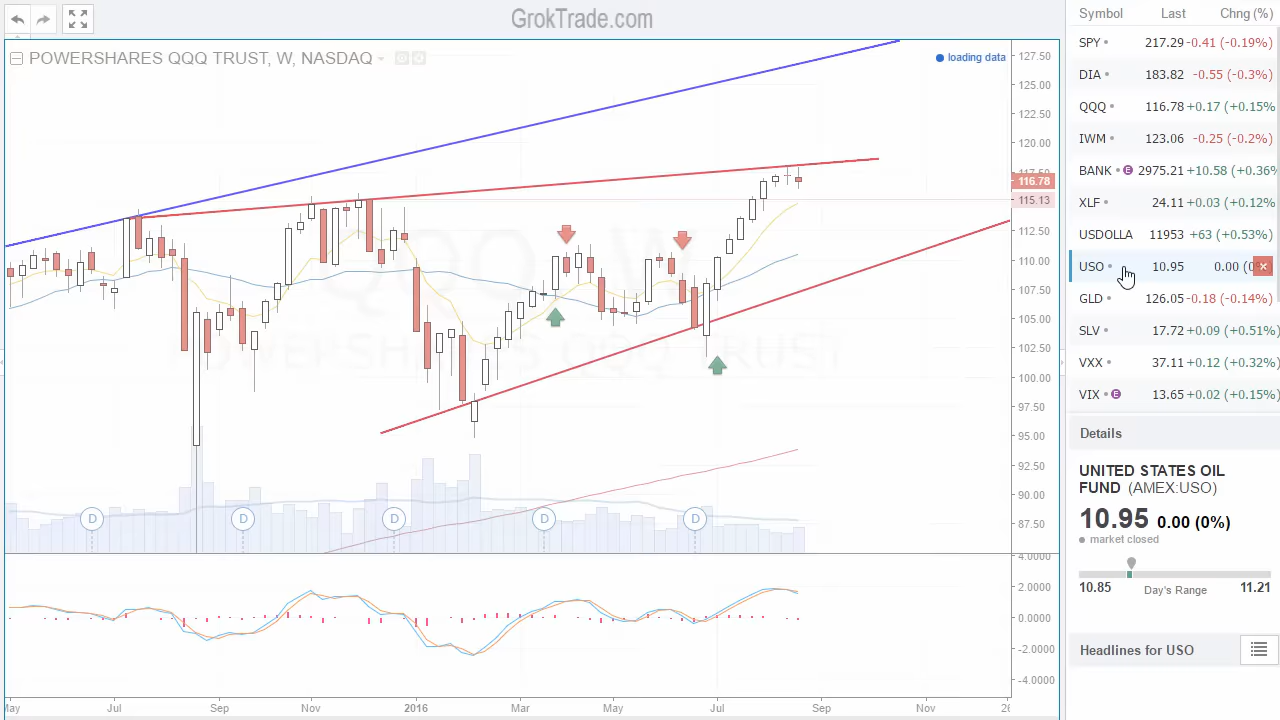 GrokTrade.com
POWERSHARES QQQ TRUST, W, NASDAQ
loading data
QQQ, W
POWERSHARES QQQ TRUST
127.50
125.00
122.50
120.00
117.50
116.78
115.13
112.50
110.00
107.50
105.00
102.50
100.00
97.50
95.00
92.50
90.00
87.50
D D D D D
4.0000
2.0000
0.0000
-2.0000
-4.0000
May Jul Sep Nov 2016 Mar May Jul Sep Nov 26
Symbol Last Chng (%)
SPY 217.29 -0.41 (-0.19%)
DIA 183.82 -0.55 (-0.3%)
QQQ 116.78 +0.17 (+0.15%
IWM 123.06 -0.25 (-0.2%)
BANK E 2975.21 +10.58 (+0.36%
XLF 24.11 +0.03 (+0.12%
USDOLLA 11953 +63 (+0.53%)
USO 10.95 0.00 (0%
GLD 126.05 -0.18 (-0.14%)
SLV 17.72 +0.09 (+0.51%)
VXX 37.11 +0.12 (+0.32%)
VIX E 13.65 +0.02 (+0.15%)
Details
UNITED STATES OIL
FUND (AMEX:USO)
10.95 0.00 (0%)
market closed
10.85 Day's Range 11.21
Headlines for USO